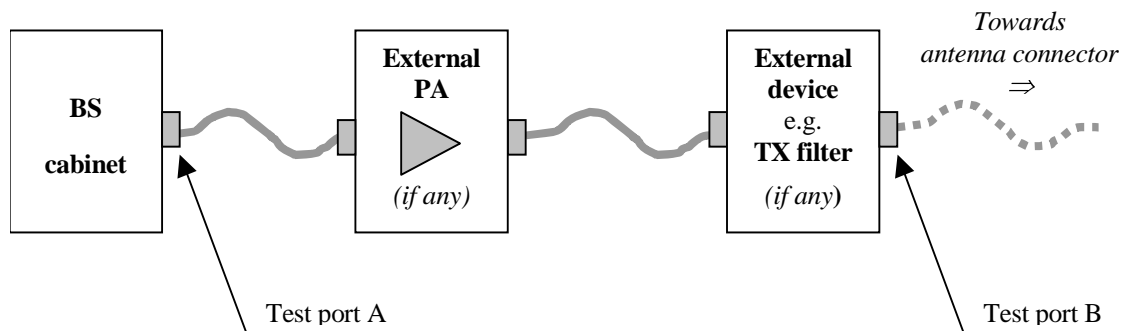 BS
cabinet
External
PA
(if any)
External
device
e.g.
TX filter
(if any)
Towards
antenna connector
⇒
Test port A
Test port B